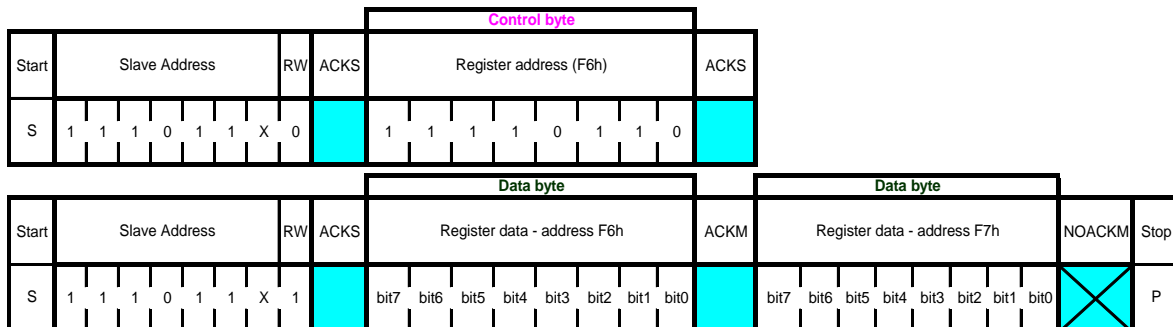 Control byte
Start Slave Address RW ACKS Register address (F6h) ACKS
S 1 1 1 0 1 1 X 0 1 1 1 1 0 1 1 0
Data byte Data byte
Start Slave Address RW ACKS Register data - address F6h ACKM Register data - address F7h NOACKM Stop
S 1 1 1 0 1 1 X 1 bit7 bit6 bit5 bit4 bit3 bit2 bit1 bit0 bit7 bit6 bit5 bit4 bit3 bit2 bit1 bit0 P